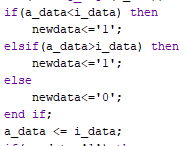 if(a_data<i_data) then
newdata<='1';
elsif(a_data>i_data) then
newdata<='1';
else
newdata<='0';
end if;
a_data <= i_data;